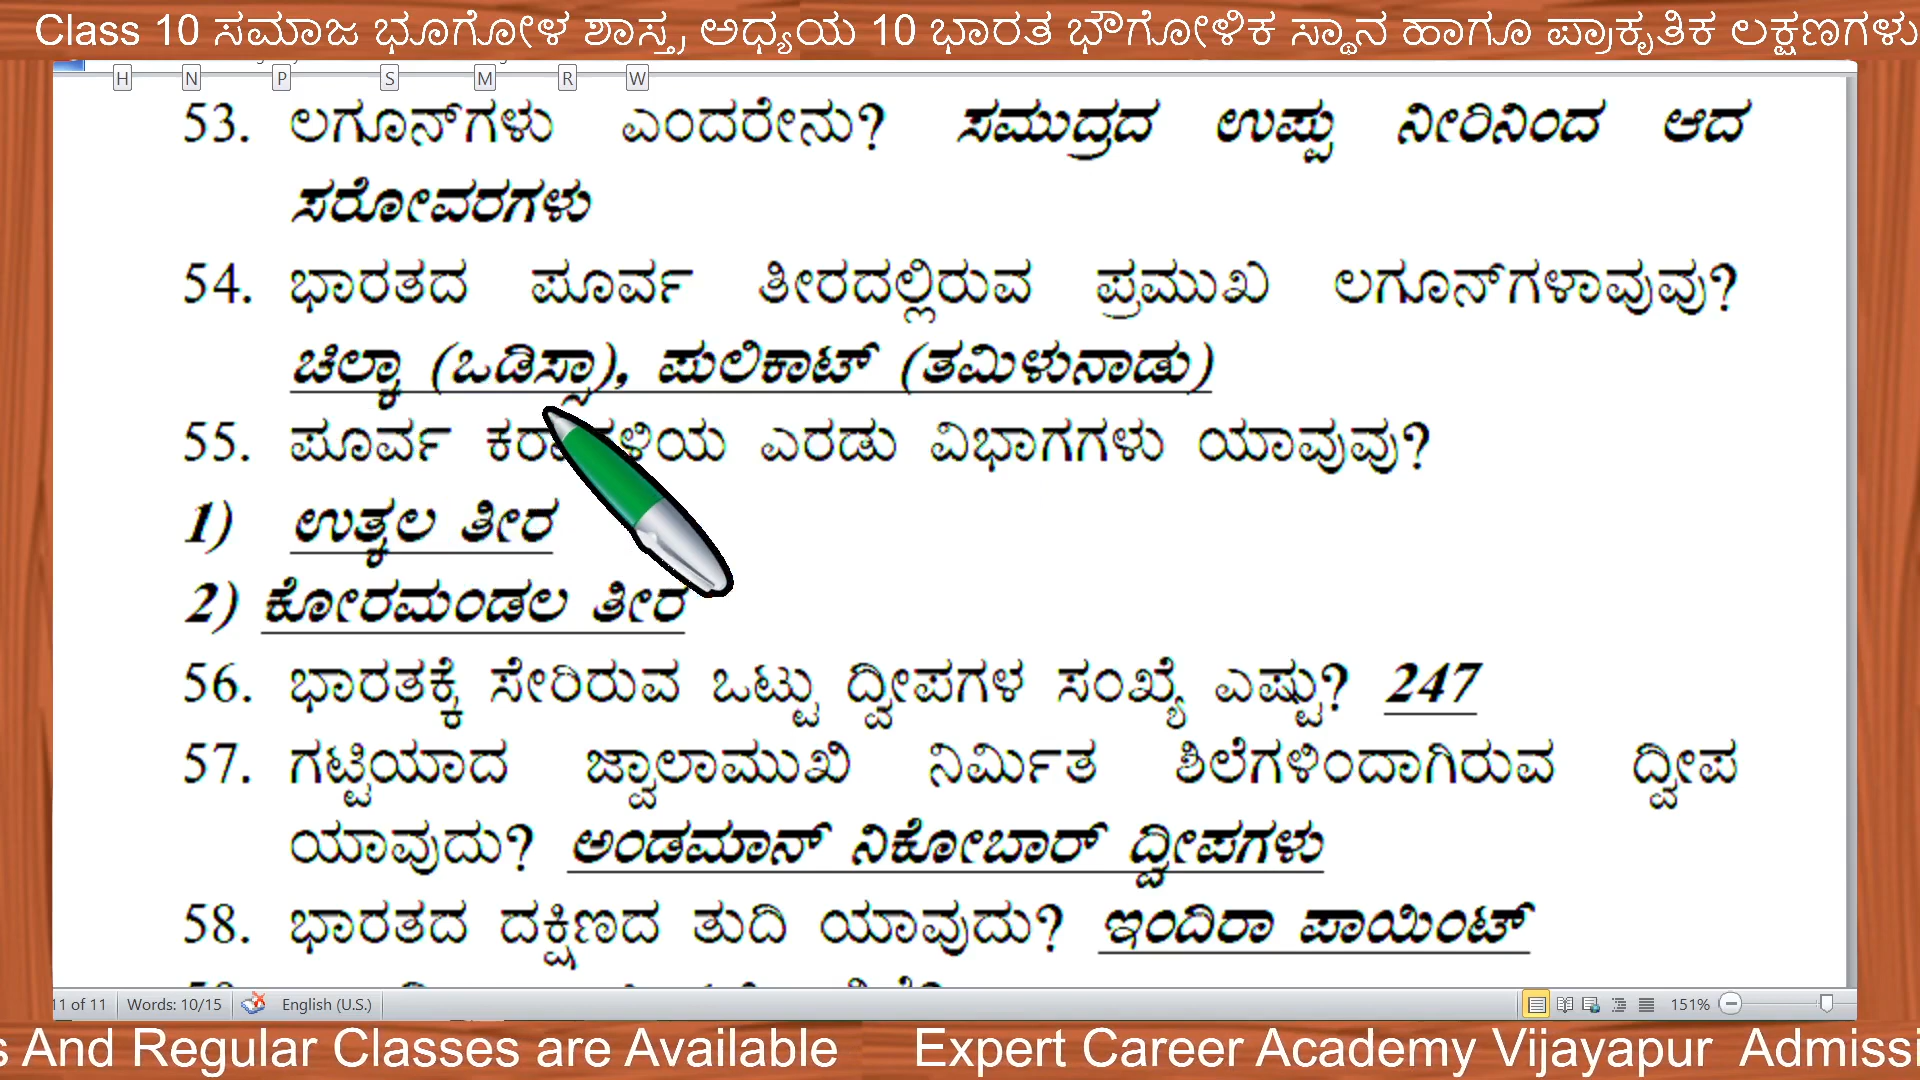 Class 10 ಸಮಾಜ ಭೂಗೋಳ ಶಾಸ್ತ್ರ ಅಧ್ಯಯ 10 ಭಾರತ ಭೌಗೋಳಿಕ ಸ್ಥಾನ ಹಾಗೂ ಪ್ರಾಕೃತಿಕ ಲಕ್ಷಣಗಳು
H N P S M R W
53. ಲಗೂನ್‌ಗಳು ಎಂದರೇನು? ಸಮುದ್ರದ ಉಪ್ಪು ನೀರಿನಿಂದ ಆದ
ಸರೋವರಗಳು
54. ಭಾರತದ ಪೂರ್ವ ತೀರದಲ್ಲಿರುವ ಪ್ರಮುಖ ಲಗೂನ್‌ಗಳಾವುವು?
ಚಿಲ್ಕಾ (ಒಡಿಸ್ಸಾ), ಪುಲಿಕಾಟ್ (ತಮಿಳುನಾಡು)
55. ಪೂರ್ವ ಕರಾವಳಿಯ ಎರಡು ವಿಭಾಗಗಳು ಯಾವುವು?
1) ಉತ್ಕಲ ತೀರ
2) ಕೋರಮಂಡಲ ತೀರ
56. ಭಾರತಕ್ಕೆ ಸೇರಿರುವ ಒಟ್ಟು ದ್ವೀಪಗಳ ಸಂಖ್ಯೆ ಎಷ್ಟು? 247
57. ಗಟ್ಟಿಯಾದ ಜ್ವಾಲಾಮುಖಿ ನಿರ್ಮಿತ ಶಿಲೆಗಳಿಂದಾಗಿರುವ ದ್ವೀಪ
ಯಾವುದು? ಅಂಡಮಾನ್ ನಿಕೋಬಾರ್ ದ್ವೀಪಗಳು
58. ಭಾರತದ ದಕ್ಷಿಣದ ತುದಿ ಯಾವುದು? ಇಂದಿರಾ ಪಾಯಿಂಟ್
11 of 11 Words: 10/15 English (U.S.) 151%
s And Regular Classes are Available Expert Career Academy Vijayapur Admissi